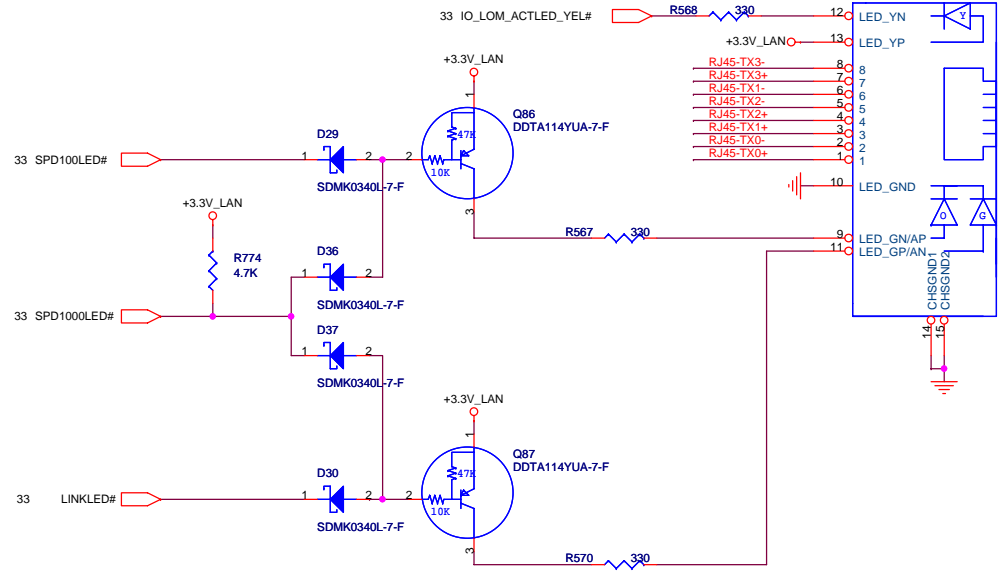 33 IO_LOM_ACTLED_YEL#
R568 330
12 LED_YN
Y
+3.3V_LAN
13 LED_YP
RJ45-TX3- 8 8
RJ45-TX3+ 7 7
RJ45-TX1- 6 6
RJ45-TX2- 5 5
RJ45-TX2+ 4 4
RJ45-TX1+ 3 3
RJ45-TX0- 2 2
RJ45-TX0+ 1 1
10 LED_GND
O G
9 LED_GN/AP
11 LED_GP/AN
CHSGND1
CHSGND2
14
15
+3.3V_LAN
1
Q86
DDTA114YUA-7-F
47K
10K
2
3
D29
1 2
SDMK0340L-7-F
33 SPD100LED#
R567 330
+3.3V_LAN
R774
4.7K
D36
1 2
SDMK0340L-7-F
33 SPD1000LED#
D37
1 2
SDMK0340L-7-F
+3.3V_LAN
1
Q87
DDTA114YUA-7-F
47K
10K
2
3
D30
1 2
SDMK0340L-7-F
33 LINKLED#
R570 330